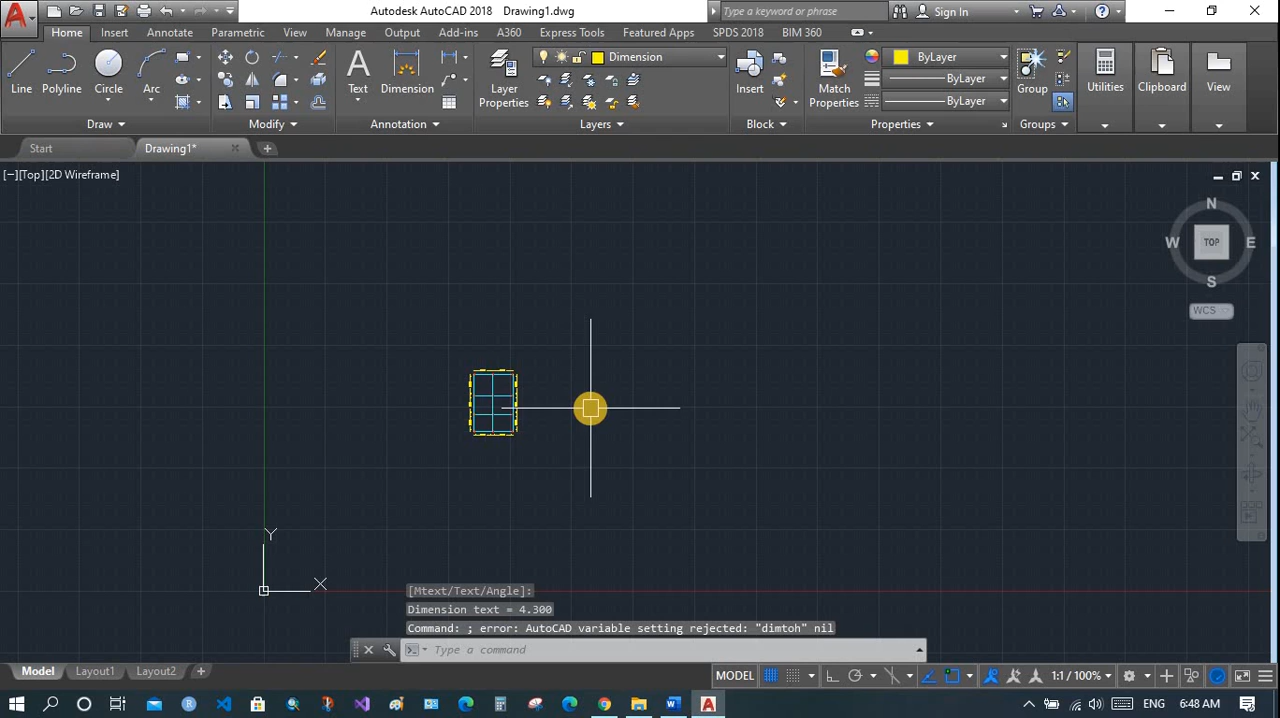 Autodesk AutoCAD 2018 Drawing1.dwg
Type a keyword or phrase
Sign In
Home Insert Annotate Parametric View Manage Output Add-ins A360 Express Tools Featured Apps SPDS 2018 BIM 360
Line Polyline Circle Arc
Text Dimension
Layer Properties
Dimension
Insert
Match Properties
ByLayer
ByLayer
ByLayer
Group
Utilities
Clipboard
View
Draw Modify Annotation Layers Block Properties Groups
Start Drawing1*
[−][Top][2D Wireframe]
N
W TOP E
S
WCS
Y
X
[Mtext/Text/Angle]:
Dimension text = 4.300
Command: ; error: AutoCAD variable setting rejected: "dimtoh" nil
Type a command
Model Layout1 Layout2
MODEL
1:1 / 100%
ENG 6:48 AM